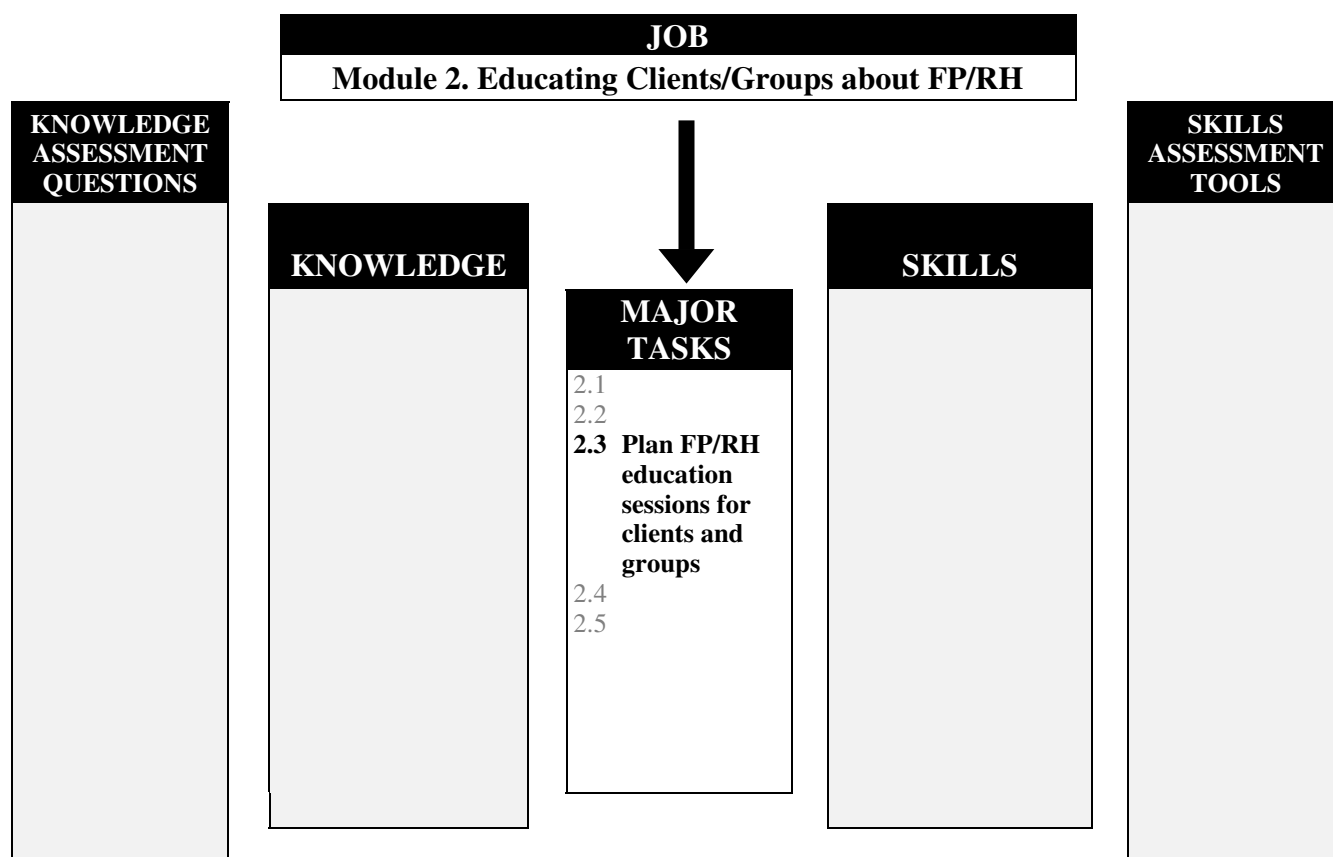 JOB
Module 2. Educating Clients/Groups about FP/RH
KNOWLEDGE
ASSESSMENT
QUESTIONS
KNOWLEDGE
MAJOR
TASKS
2.1
2.2
2.3 Plan FP/RH
education
sessions for
clients and
groups
2.4
2.5
SKILLS
SKILLS
ASSESSMENT
TOOLS